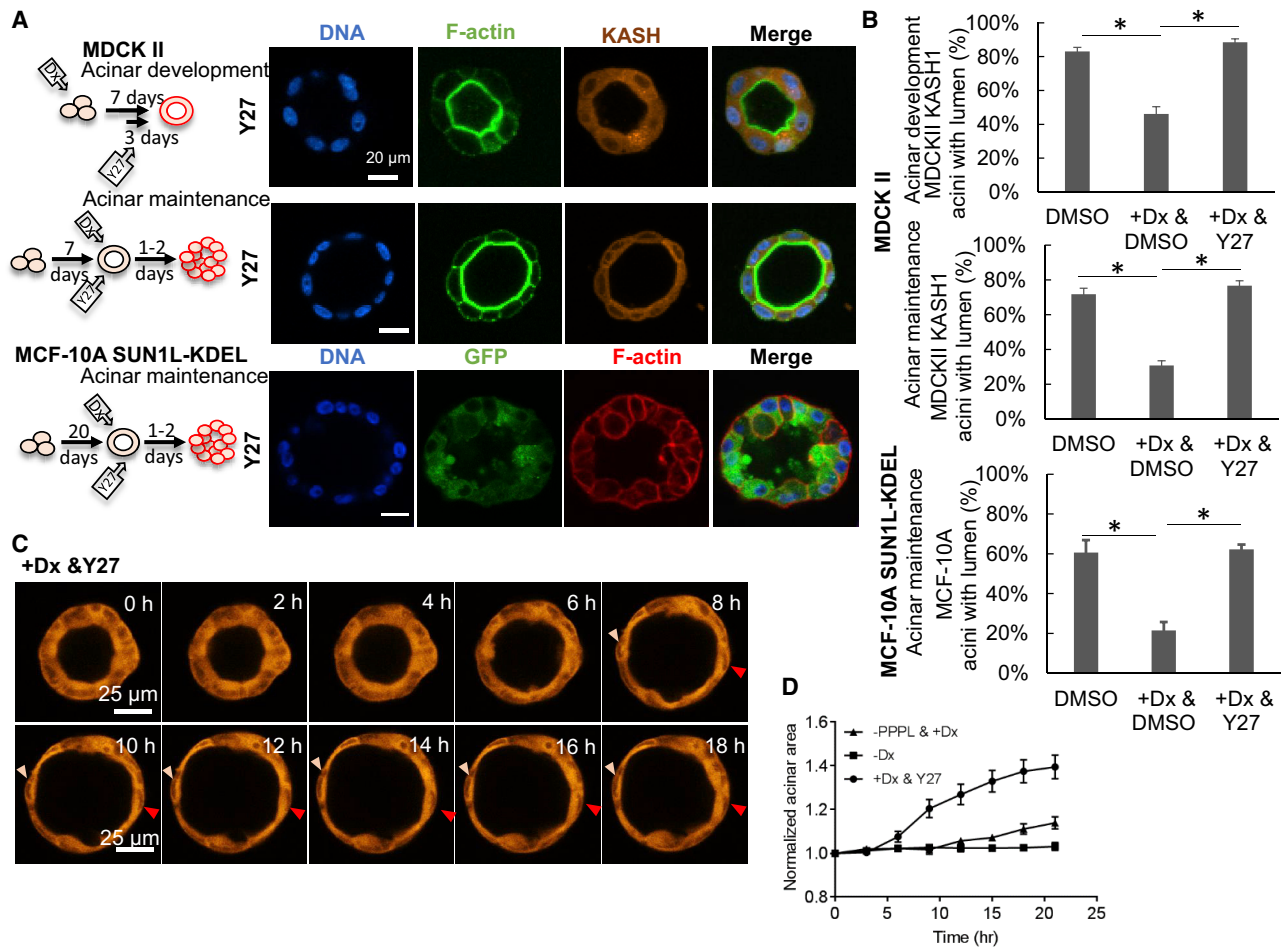 A
MDCK II
Acinar development
Dx
7 days
3 days
Y27
Acinar maintenance
Dx
7
days
1-2
days
Y27
MCF-10A SUN1L-KDEL
Acinar maintenance
Dx
20
days
1-2
days
Y27
DNA
F-actin
KASH
Merge
Y27
20 µm
Y27
DNA
GFP
F-actin
Merge
Y27
B
MDCK II
Acinar development
MDCKII KASH1
acini with lumen (%)
100%
80%
60%
40%
20%
0%
*
*
DMSO
+Dx &
DMSO
+Dx &
Y27
Acinar maintenance
MDCKII KASH1
acini with lumen (%)
100%
80%
60%
40%
20%
0%
*
*
DMSO
+Dx &
DMSO
+Dx &
Y27
MCF-10A SUN1L-KDEL
Acinar maintenance
MCF-10A
acini with lumen (%)
100%
80%
60%
40%
20%
0%
*
*
DMSO
+Dx &
DMSO
+Dx &
Y27
C
+Dx &Y27
0 h
2 h
4 h
6 h
8 h
25 µm
10 h
12 h
14 h
16 h
18 h
25 µm
D
Normalized acinar area
1.6
1.4
1.2
1.0
0.8
-PPPL & +Dx
-Dx
+Dx & Y27
0
5
10
15
20
25
Time (hr)